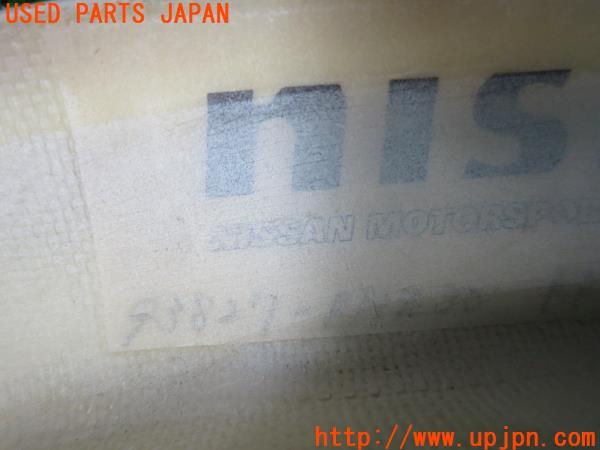 USED PARTS JAPAN
nis
NISSAN MOTORSPO
http://www.upjpn.com/